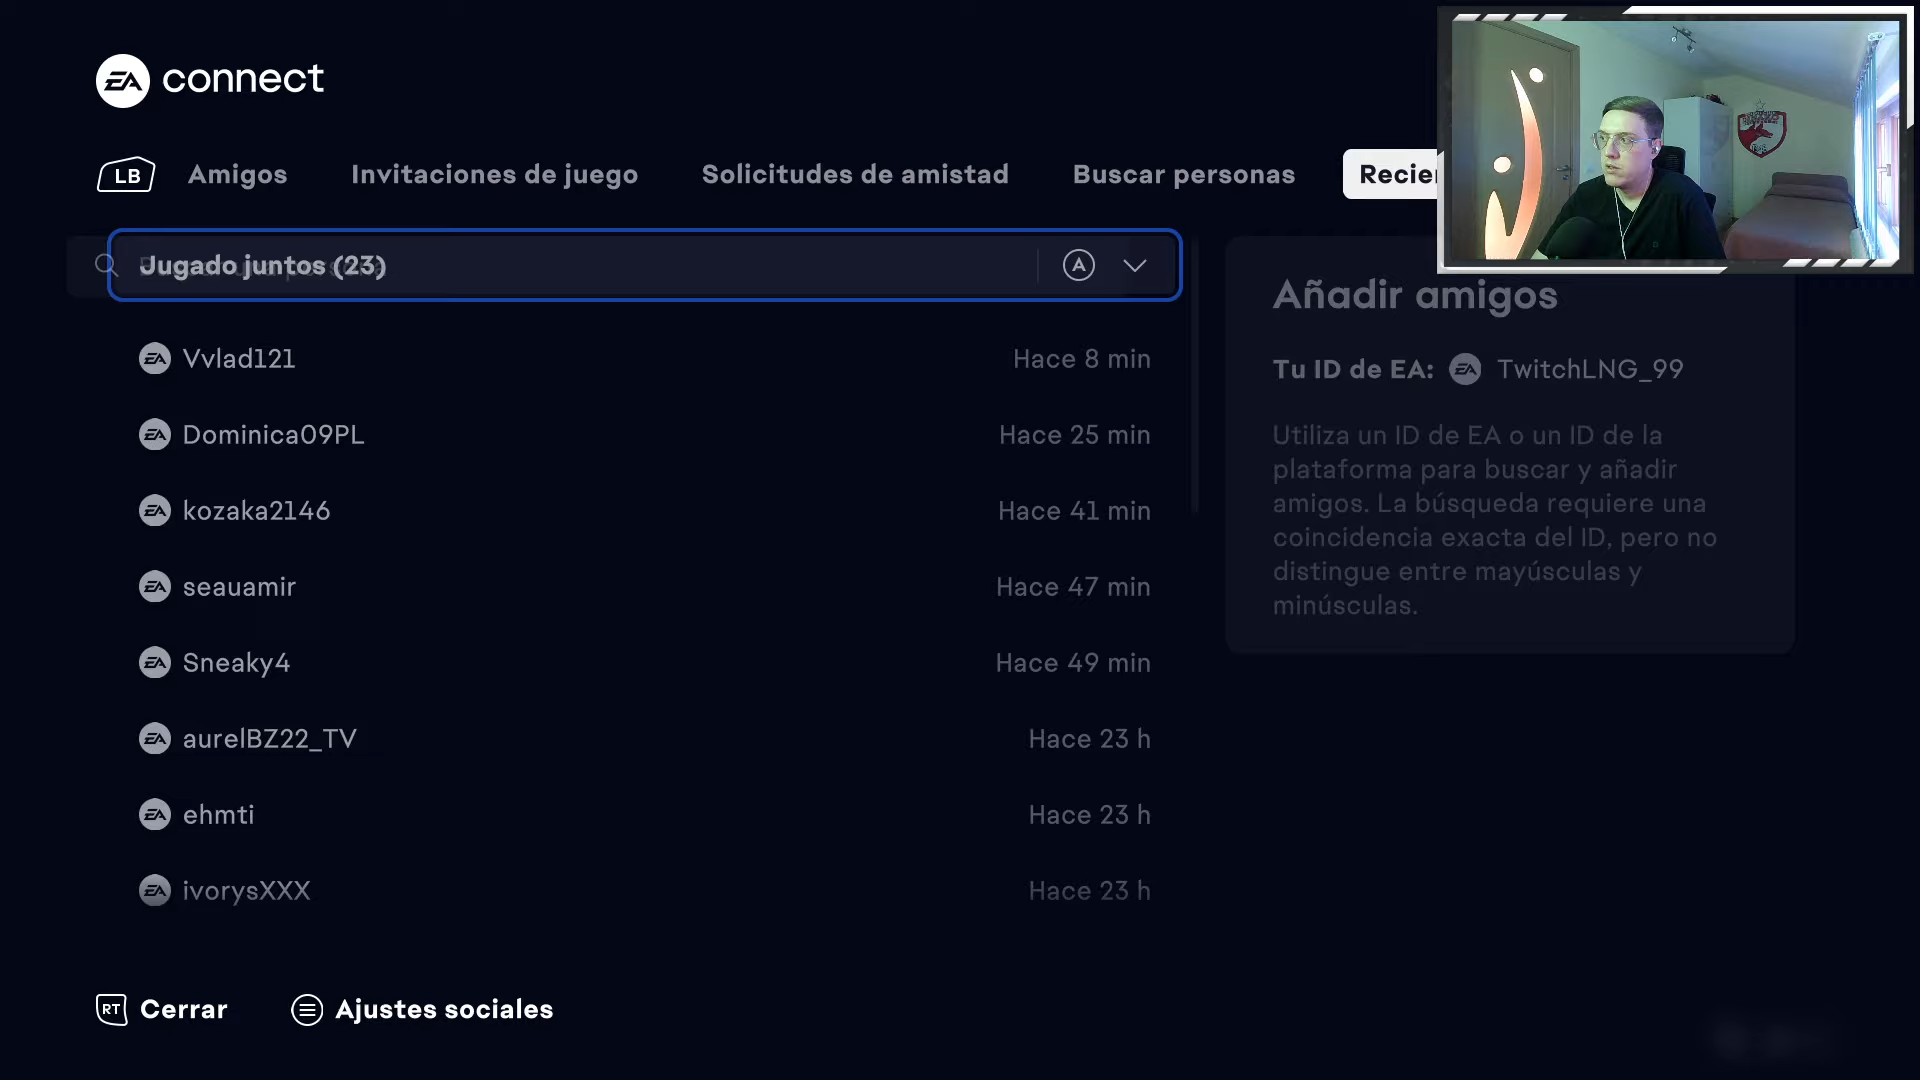 EA connect
LB Amigos Invitaciones de juego Solicitudes de amistad Buscar personas Recien
Jugado juntos (23) A
Vvlad121 Hace 8 min
Dominica09PL Hace 25 min
kozaka2146 Hace 41 min
seauamir Hace 47 min
Sneaky4 Hace 49 min
aurelBZ22_TV Hace 23 h
ehmti Hace 23 h
ivorysXXX Hace 23 h
Añadir amigos
Tu ID de EA: EA TwitchLNG_99
Utiliza un ID de EA o un ID de la
plataforma para buscar y añadir
amigos. La búsqueda requiere una
coincidencia exacta del ID, pero no
distingue entre mayúsculas y
minúsculas.
RT Cerrar Ajustes sociales